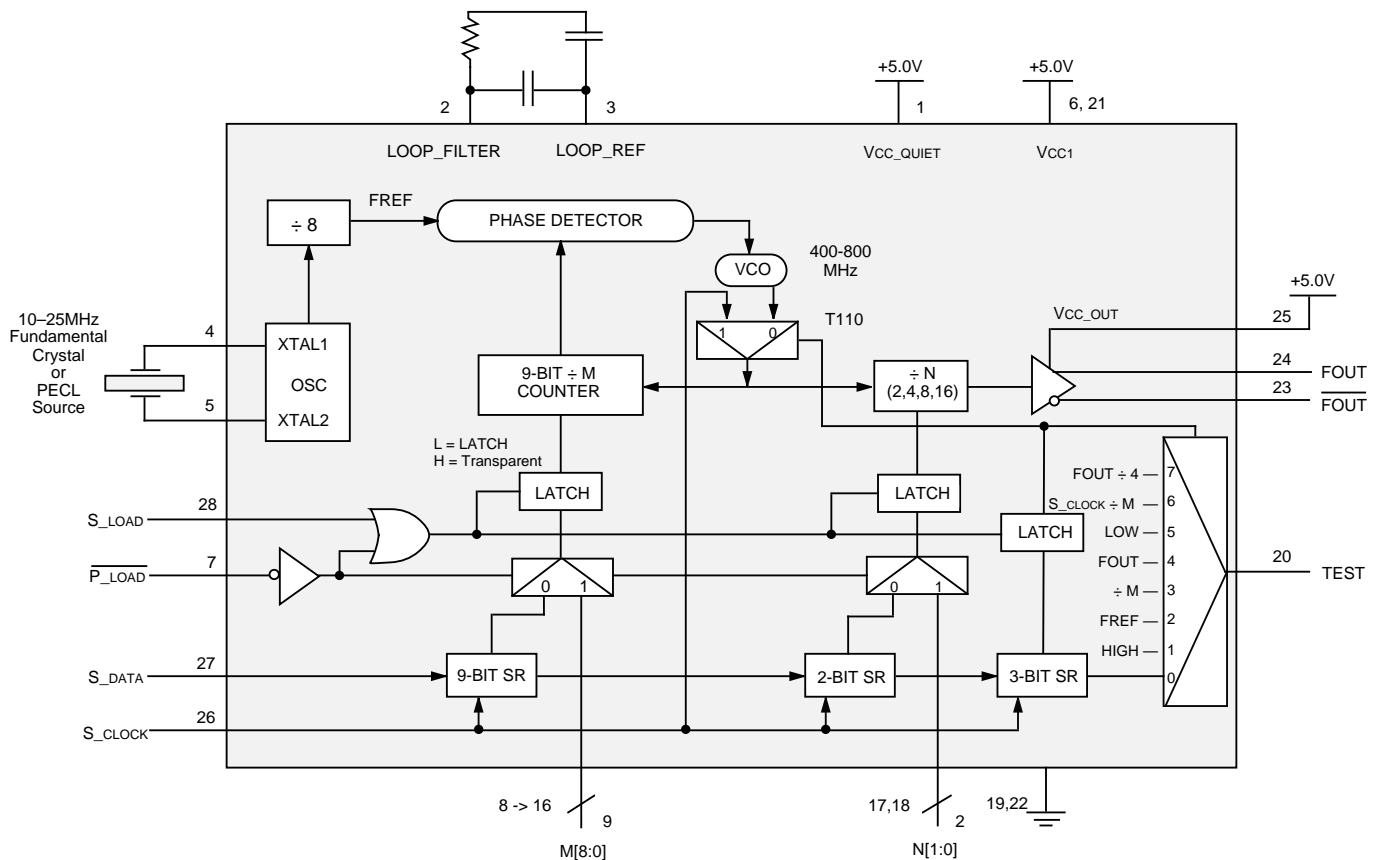 +5.0V
+5.0V
2
3
1
6, 21
LOOP_FILTER
LOOP_REF
VCC_QUIET
VCC1
FREF
÷ 8
PHASE DETECTOR
400-800
MHz
VCO
+5.0V
10–25MHz
Fundamental
Crystal
or
PECL
Source
4
XTAL1
OSC
XTAL2
5
T110
1
0
VCC_OUT
25
9-BIT ÷ M
COUNTER
÷ N
(2,4,8,16)
24
FOUT
23
FOUT
L = LATCH
H = Transparent
LATCH
LATCH
LATCH
FOUT ÷ 4 — 7
S_CLOCK ÷ M — 6
LOW — 5
FOUT — 4
÷ M — 3
FREF — 2
HIGH — 1
0
20
TEST
S_LOAD
28
P_LOAD
7
0
1
0
1
S_DATA
27
9-BIT SR
2-BIT SR
3-BIT SR
S_CLOCK
26
8 -> 16
9
M[8:0]
17,18
2
N[1:0]
19,22